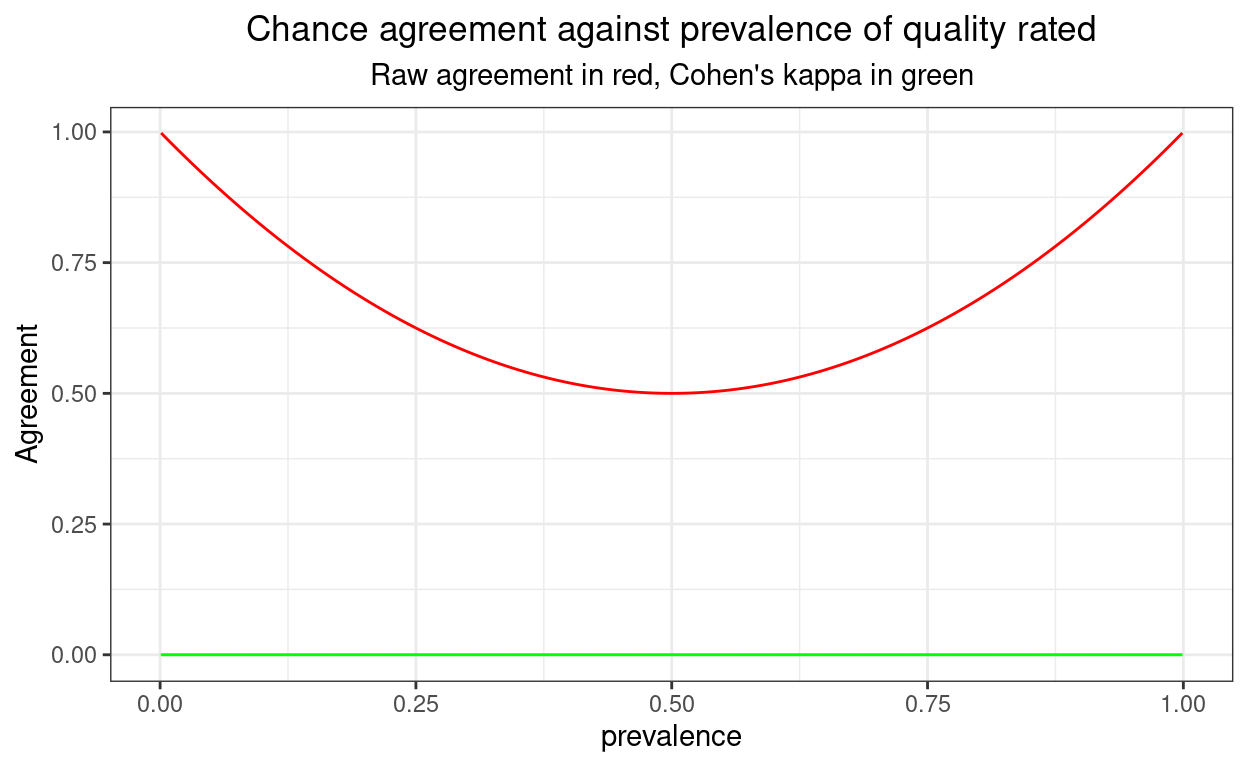 Chance agreement against prevalence of quality rated
Raw agreement in red, Cohen's kappa in green
Agreement
1.00
0.75
0.50
0.25
0.00
0.00 0.25 0.50 0.75 1.00
prevalence